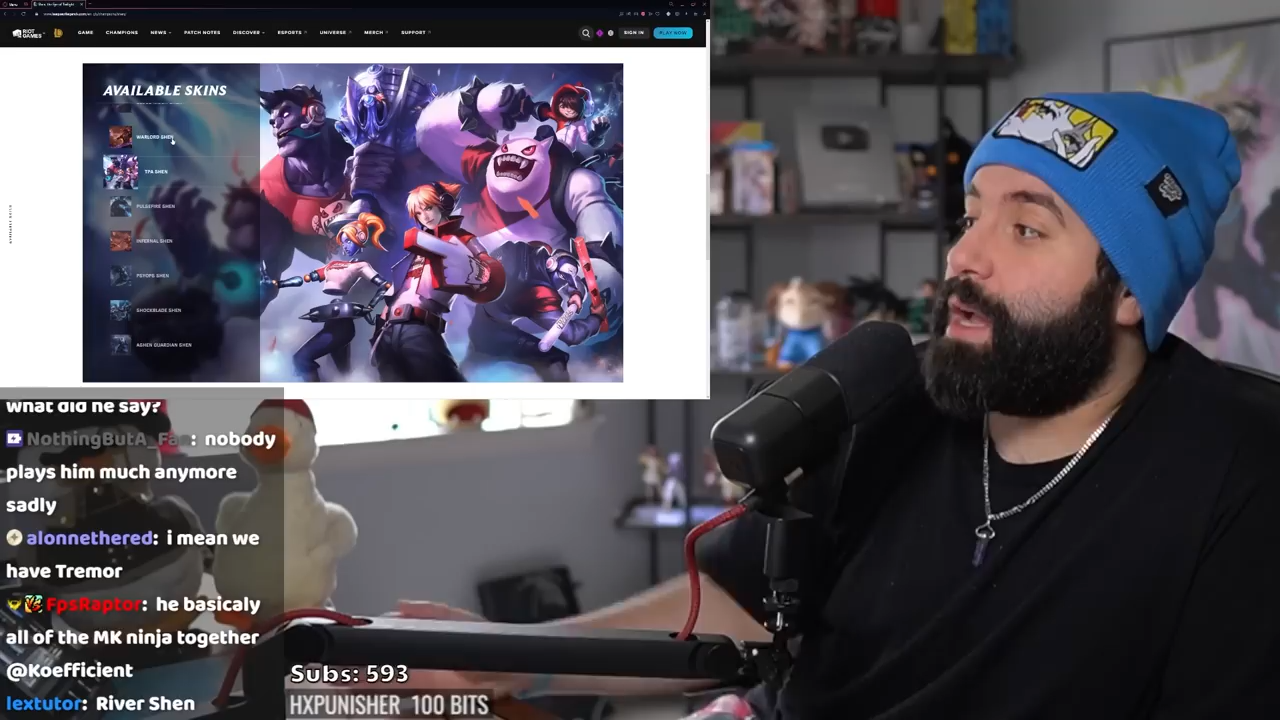 RIOT GAMES
GAME
CHAMPIONS
NEWS
PATCH NOTES
DISCOVER
ESPORTS
UNIVERSE
MERCH
SUPPORT
SIGN IN
PLAY NOW
AVAILABLE SKINS
WARLORD SHEN
TPA SHEN
PULSEFIRE SHEN
INFERNAL SHEN
PSYOPS SHEN
SHOCKBLADE SHEN
ASHEN GUARDIAN SHEN
what did he say?
NothingButA_Fa : nobody
plays him much anymore
sadly
alonnethered: i mean we
have Tremor
FpsRaptor: he basicaly
all of the MK ninja together
@Koefficient
lextutor: River Shen
Subs: 593
HXPUNISHER 100 BITS